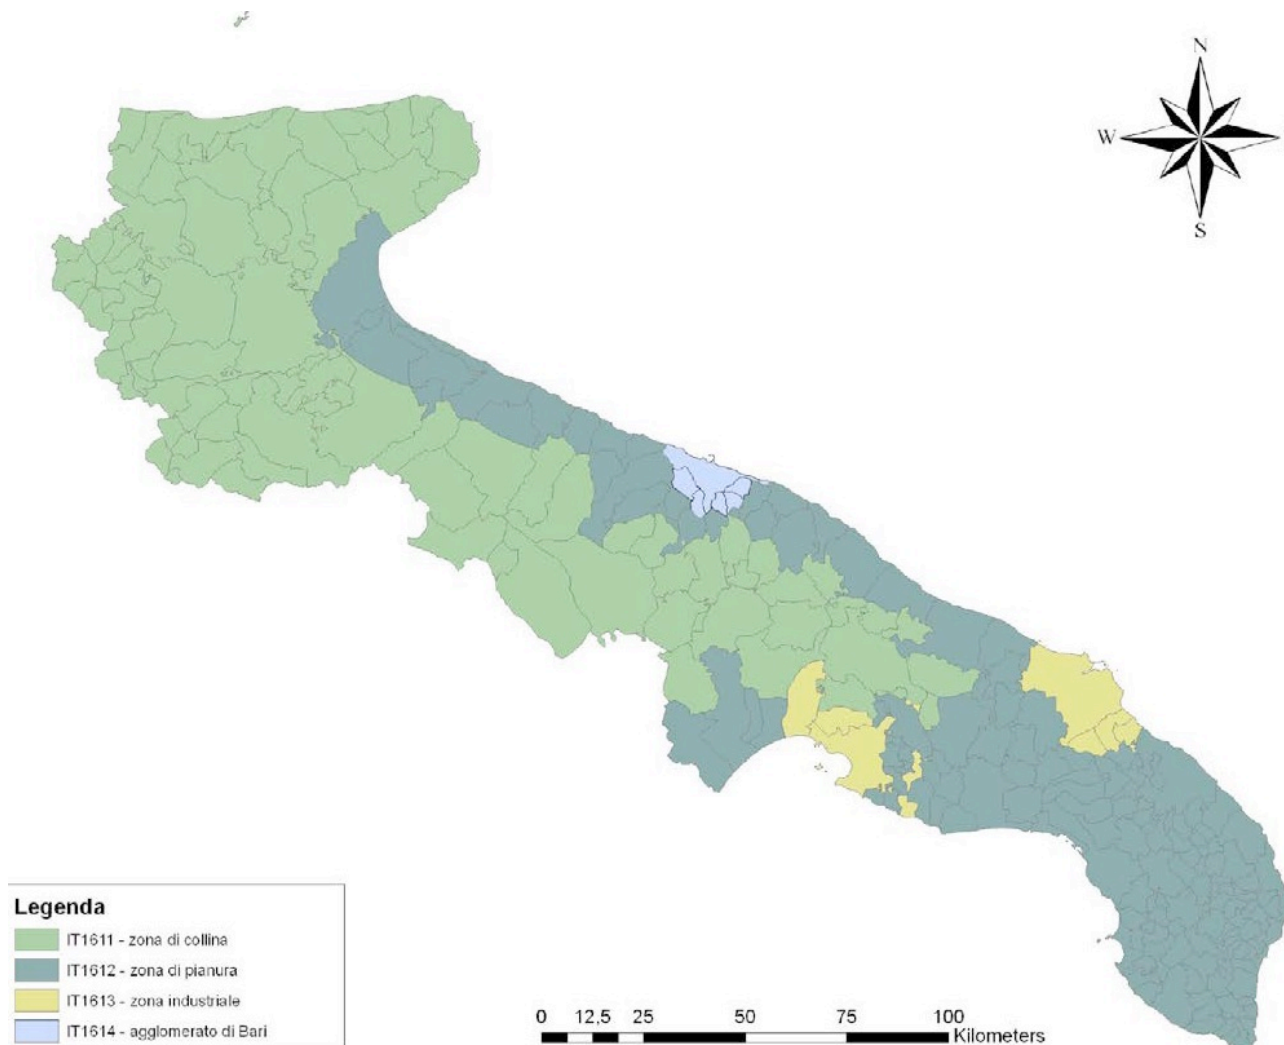 N
W
S
Legenda
IT1611 - zona di collina
IT1612 - zona di pianura
IT1613 - zona industriale
IT1614 - agglomerato di Bari
0 12,5 25 50 75 100
Kilometers